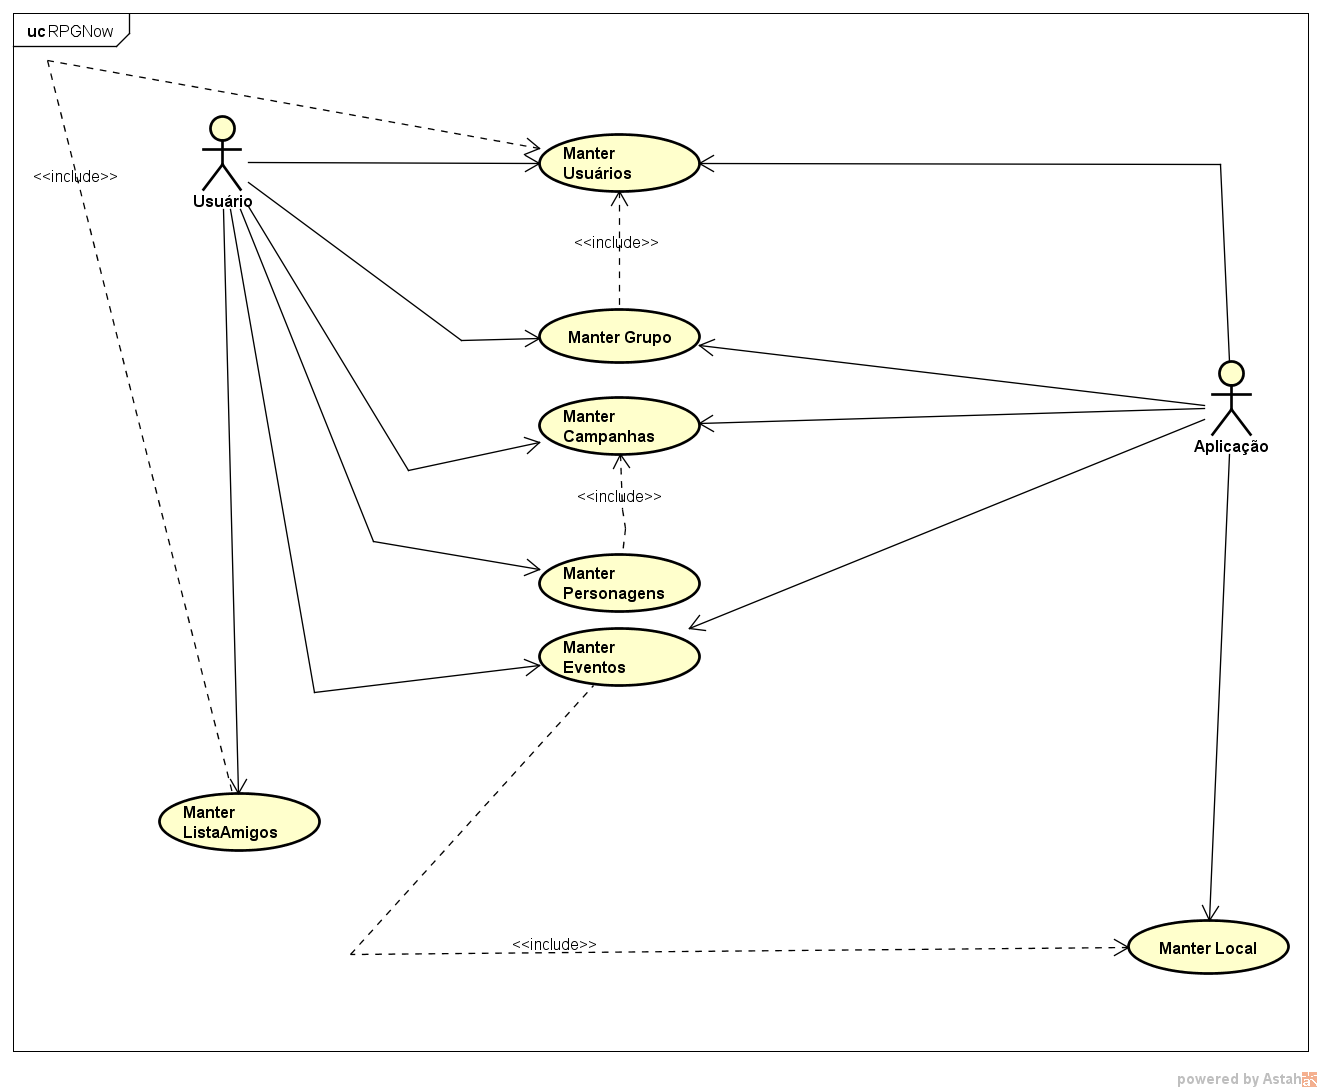 uc RPGNow
Manter
Usuários
<<include>>
Usuário
<<include>>
Manter Grupo
Manter
Campanhas
Aplicação
<<include>>
Manter
Personagens
Manter
Eventos
Manter
ListaAmigos
<<include>>
Manter Local
powered by Astah